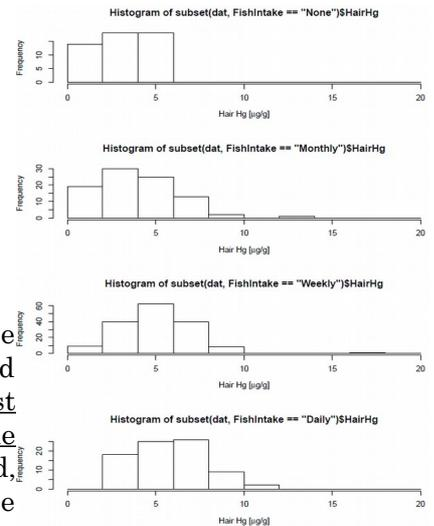 Histogram of subset(dat, FishIntake == "None")$HairHg
Frequency
0 5 10
0 5 10 15 20
Hair Hg [µg/g]
Histogram of subset(dat, FishIntake == "Monthly")$HairHg
Frequency
0 10 20 30
0 5 10 15 20
Hair Hg [µg/g]
Histogram of subset(dat, FishIntake == "Weekly")$HairHg
Frequency
0 20 40 60
0 5 10 15 20
Hair Hg [µg/g]
e
d
st
Histogram of subset(dat, FishIntake == "Daily")$HairHg
Frequency
0 10 20
0 5 10 15 20
Hair Hg [µg/g]
e
d,
e